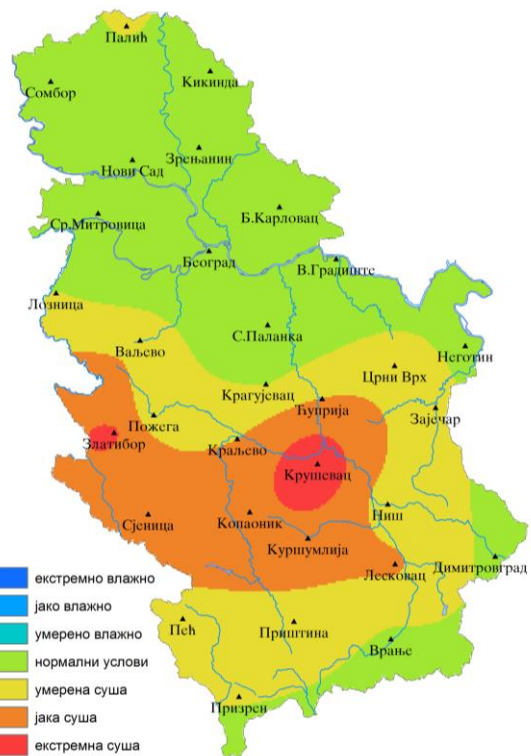 Палић
Кикинда
Сомбор
Зрењанин
Нови Сад
Б.Карловац
Ср.Митровица
Београд
В.Градиште
Лозница
С.Паланка
Ваљево
Неготин
Црни Врх
Крагујевац
Ћуприја
Зајечар
Пожега
Златибор
Краљево
Крушевац
Ниш
Сјеница
Копаоник
Куршумлија
Димитровград
Лесковац
Пећ
Приштина
Врање
Призрен
екстремно влажно
јако влажно
умерено влажно
нормални услови
умерена суша
јака суша
екстремна суша